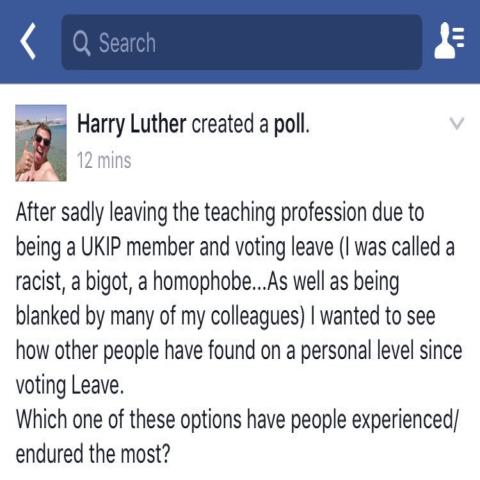 Search
Harry Luther created a poll.
12 mins
After sadly leaving the teaching profession due to
being a UKIP member and voting leave (I was called a
racist, a bigot, a homophobe...As well as being
blanked by many of my colleagues) I wanted to see
how other people have found on a personal level since
voting Leave.
Which one of these options have people experienced/
endured the most?